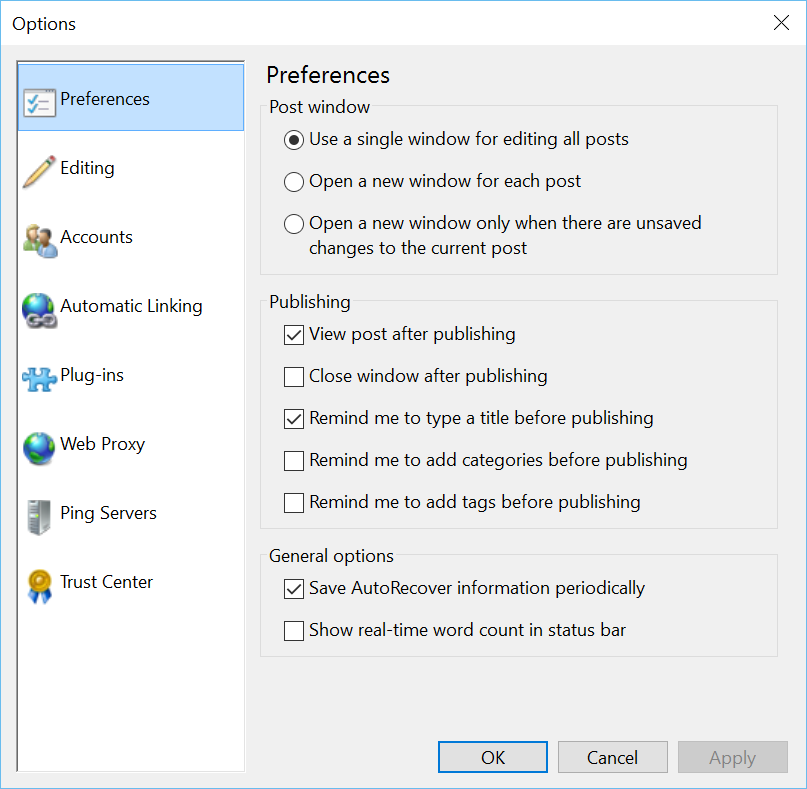 Options
Preferences
Editing
Accounts
Automatic Linking
Plug-ins
Web Proxy
Ping Servers
Trust Center
Preferences
Post window
Use a single window for editing all posts
Open a new window for each post
Open a new window only when there are unsaved
changes to the current post
Publishing
View post after publishing
Close window after publishing
Remind me to type a title before publishing
Remind me to add categories before publishing
Remind me to add tags before publishing
General options
Save AutoRecover information periodically
Show real-time word count in status bar
OK
Cancel
Apply